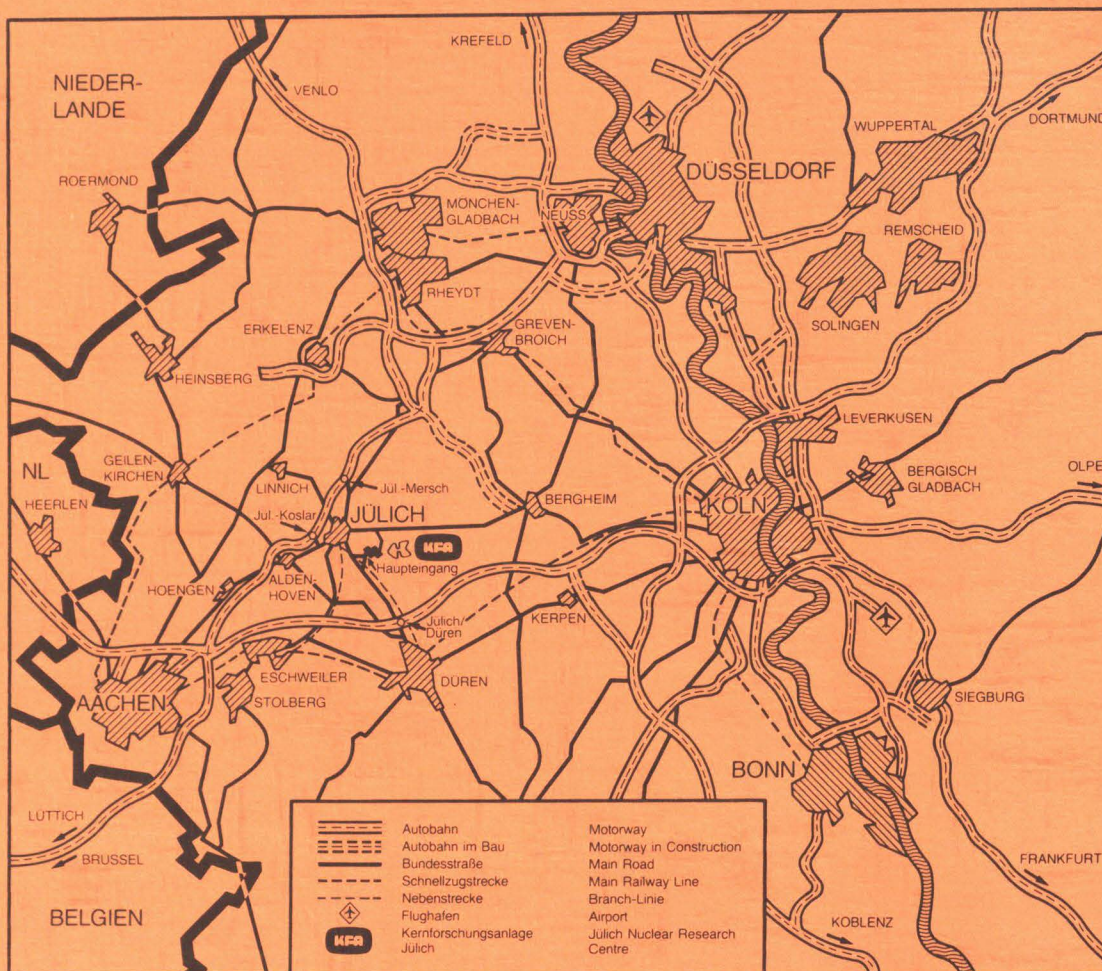 KREFELD
NIEDER-
LANDE
VENLO
DORTMUND
WUPPERTAL
DÜSSELDORF
ROERMOND
MÖNCHEN-
GLADBACH
NEUSS
REMSCHEID
RHEYDT
SOLINGEN
ERKELENZ
GREVEN-
BROICH
HEINSBERG
LEVERKUSEN
GEILEN-
KIRCHEN
NL
HEERLEN
LINNICH
Jül.-Mersch
BERGHEIM
BERGISCH
GLADBACH
OLPE
KÖLN
Jül.-Koslar
JÜLICH
KFA
Haupteingang
HOENGEN
ALDEN-
HOVEN
KERPEN
Jülich/
Düren
ESCHWEILER
DÜREN
AACHEN
STOLBERG
SIEGBURG
BONN
LÜTTICH
BRÜSSEL
FRANKFURT
BELGIEN
KOBLENZ
Autobahn Motorway
Autobahn im Bau Motorway in Construction
Bundesstraße Main Road
Schnellzugstrecke Main Railway Line
Nebenstrecke Branch-Linie
Flughafen Airport
KFA Kernforschungsanlage Jülich Nuclear Research
Jülich Centre